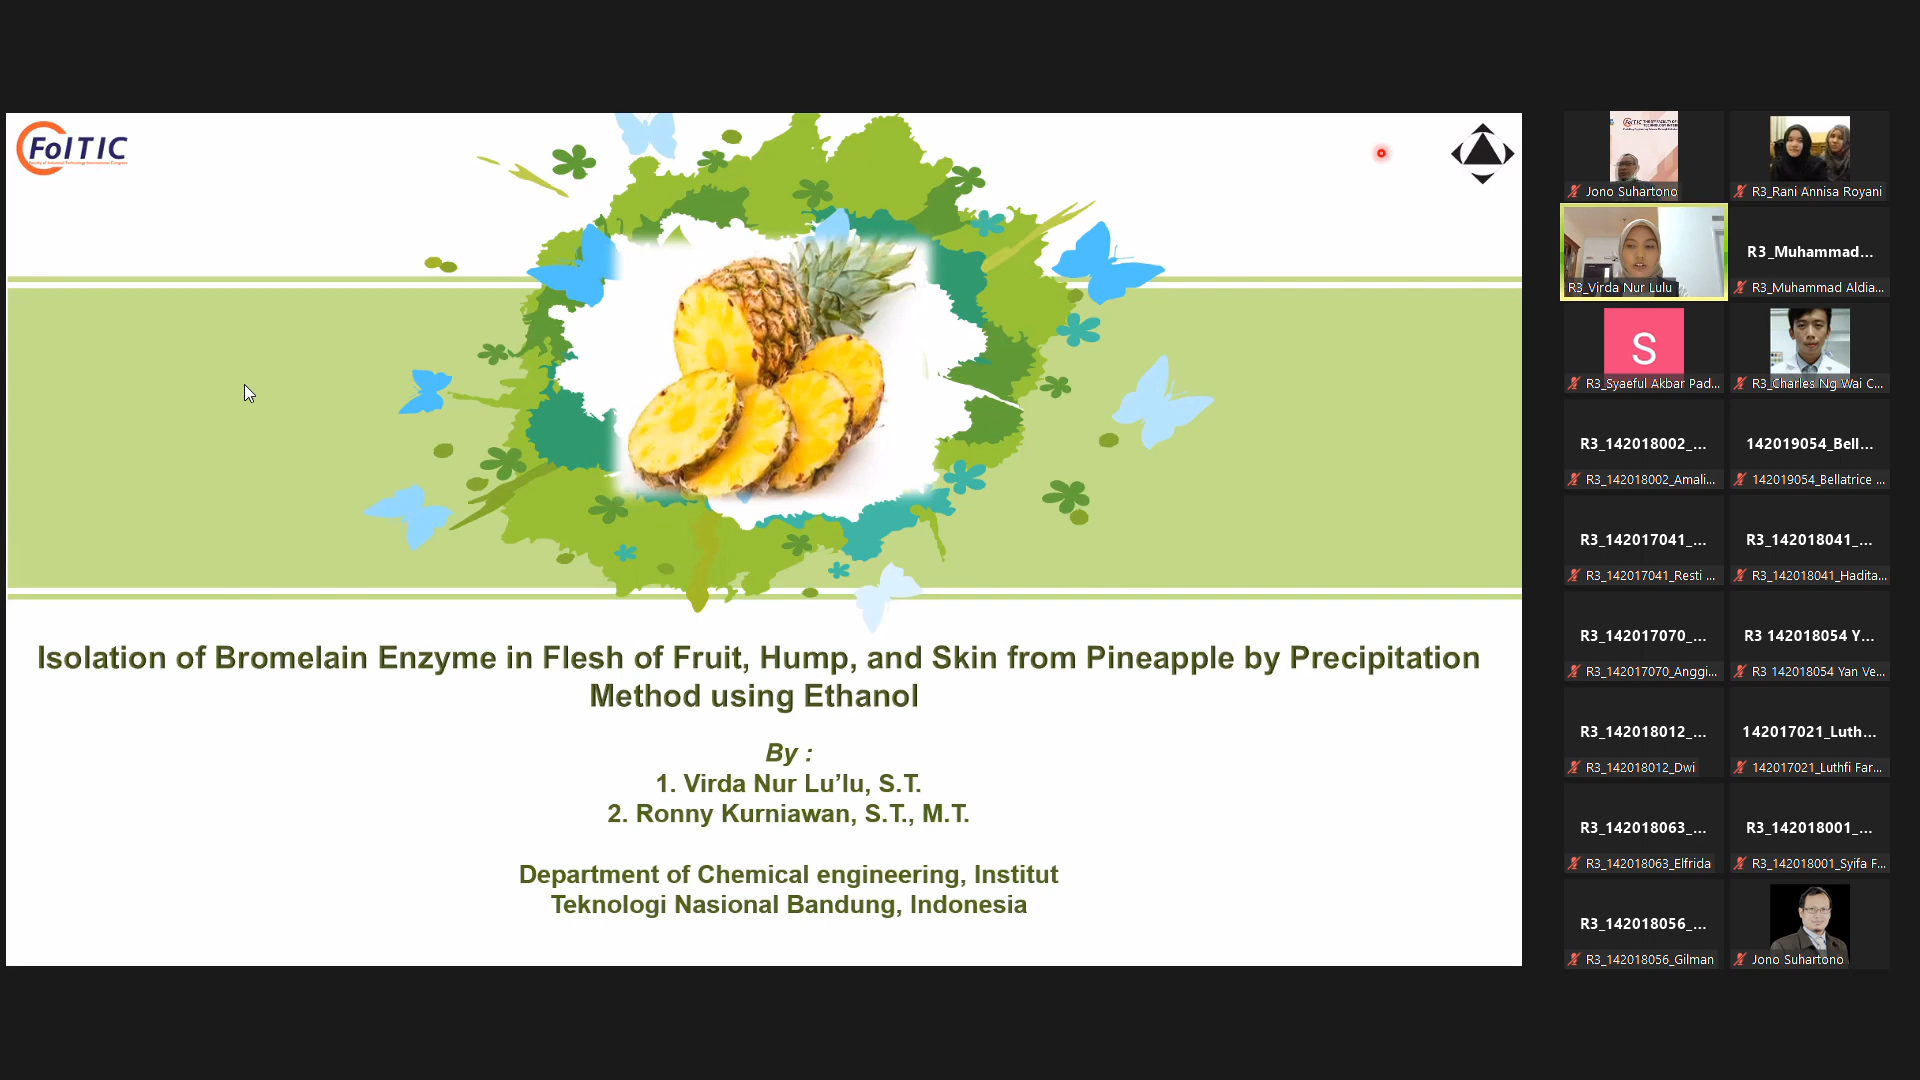 FoITIC
Isolation of Bromelain Enzyme in Flesh of Fruit, Hump, and Skin from Pineapple by Precipitation
Method using Ethanol
By :
1. Virda Nur Lu’lu, S.T.
2. Ronny Kurniawan, S.T., M.T.
Department of Chemical engineering, Institut
Teknologi Nasional Bandung, Indonesia
Jono Suhartono
R3_Rani Annisa Royani
R3_Virda Nur Lulu
R3_Muhammad...
R3_Muhammad Aldia...
S
R3_Syaeful Akbar Pad...
R3_Charles Ng Wai C...
R3_142018002_...
R3_142018002_Amali...
142019054_Bell...
142019054_Bellatrice ...
R3_142017041_...
R3_142017041_Resti ...
R3_142018041_...
R3_142018041_Hadita...
R3_142017070_...
R3_142017070_Anggi...
R3 142018054 Y...
R3 142018054 Yan Ve...
R3_142018012_...
R3_142018012_Dwi
142017021_Luth...
142017021_Luthfi Far...
R3_142018063_...
R3_142018063_Elfrida
R3_142018001_...
R3_142018001_Syifa F...
R3_142018056_...
R3_142018056_Gilman
Jono Suhartono